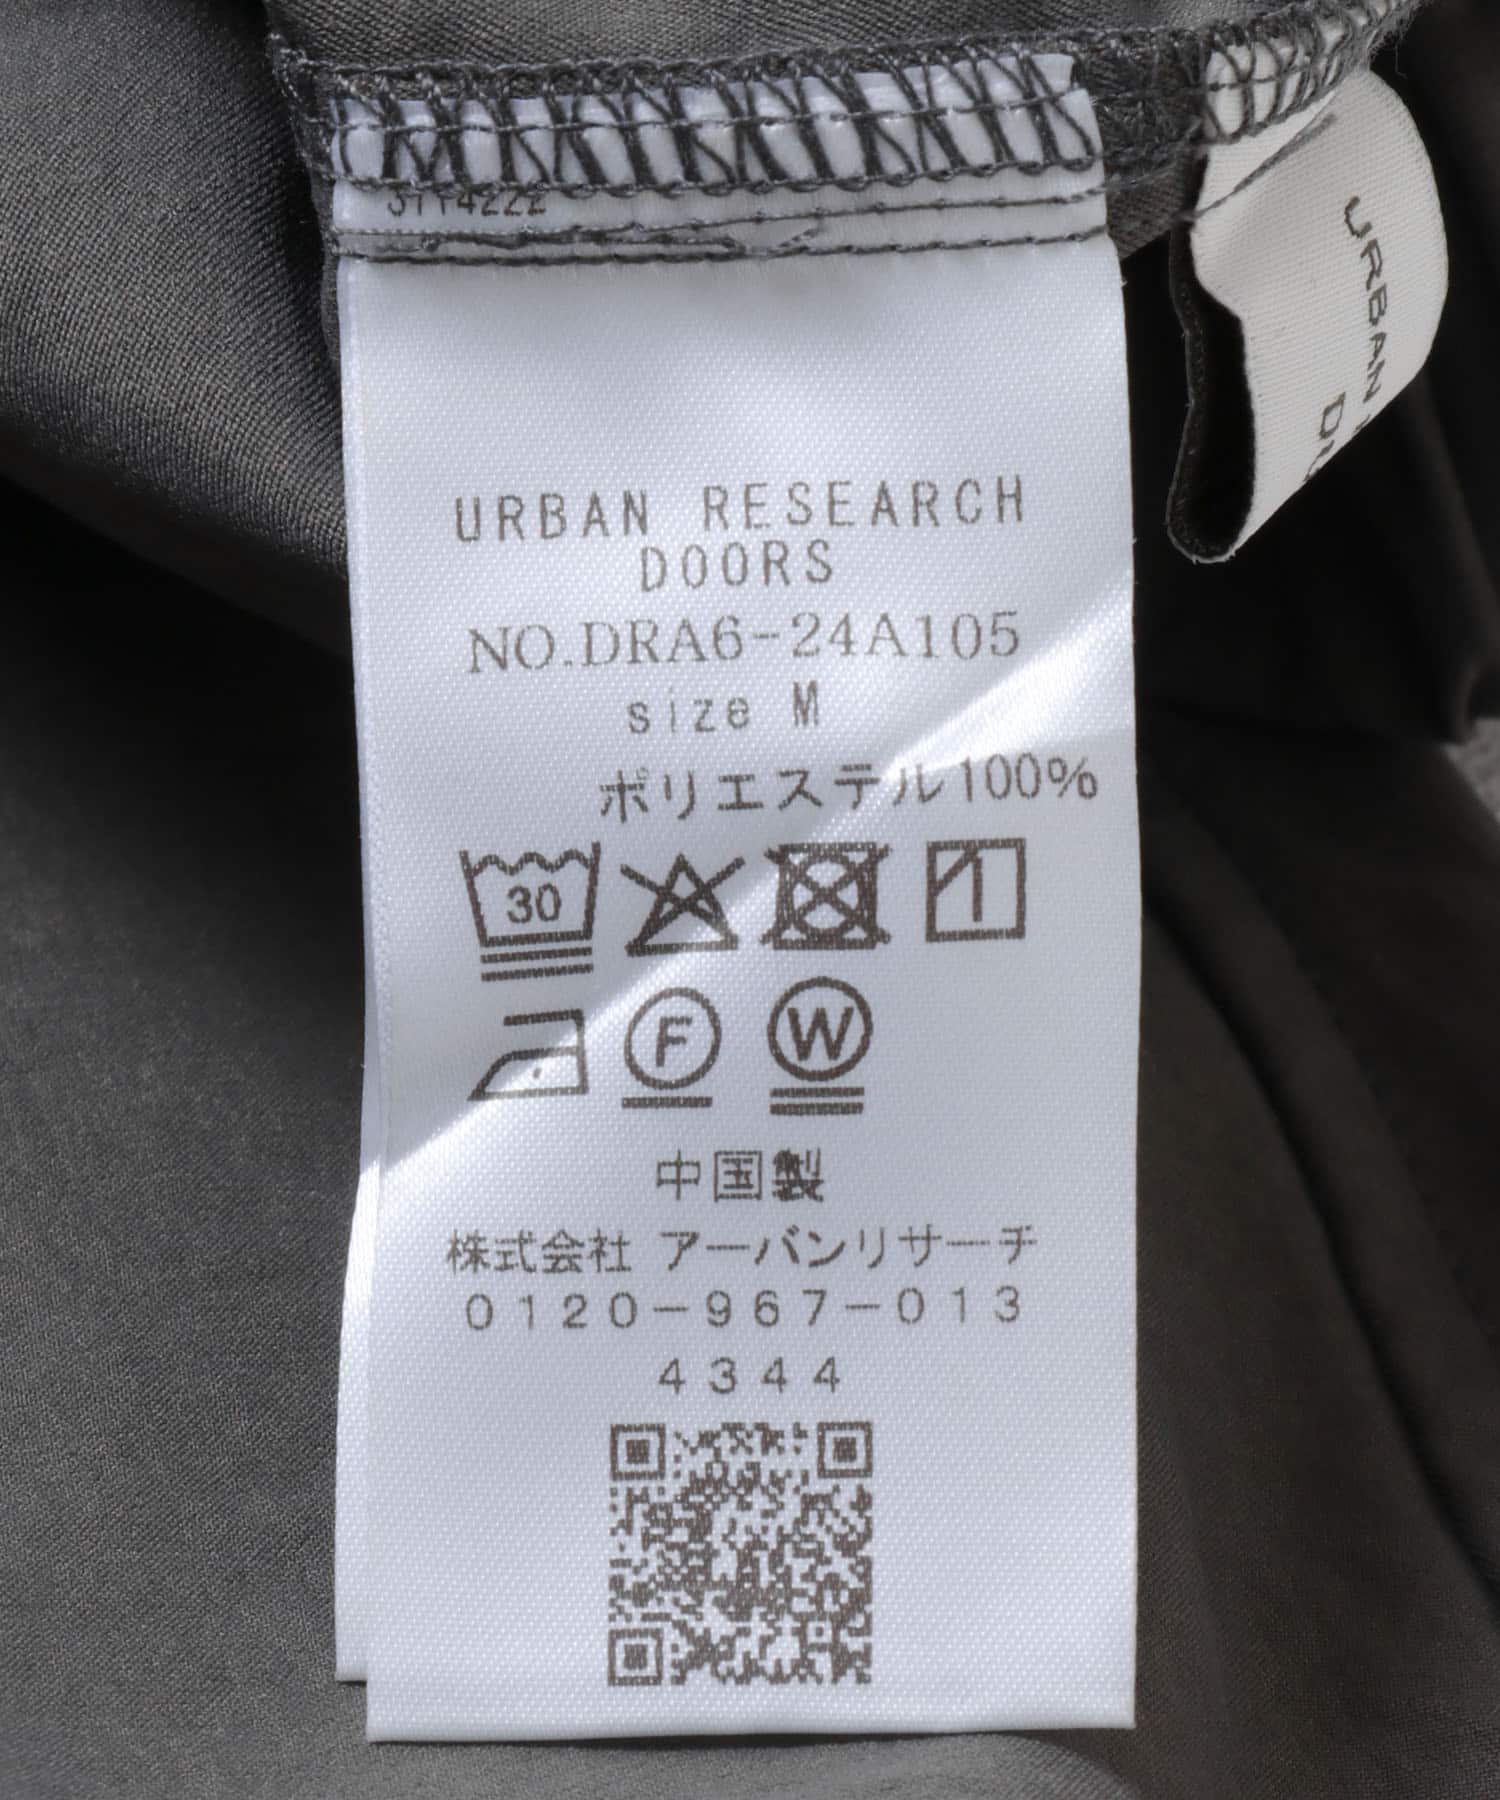 URBAN RESEARCH
DOORS
NO.DRA6-24A105
size M
ポリエステル100%
30
F
W
中国製
株式会社 アーバンリサーチ
0120-967-013
4344
URBAN